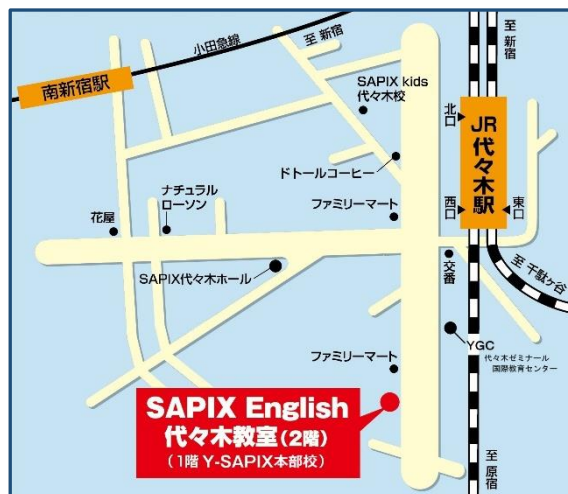 小田急線
至 新宿
南新宿駅
SAPIX kids
代々木校
至 新宿
北口
JR 代々木駅
ドトールコーヒー
ナチュラル
ローソン
花屋
ファミリーマート
西口
東口
SAPIX代々木ホール
交番
至 千駄ヶ谷
YGC
代々木ゼミナール
国際教育センター
ファミリーマート
SAPIX English
代々木教室(2階)
(1階 Y-SAPIX本部校)
至 原宿